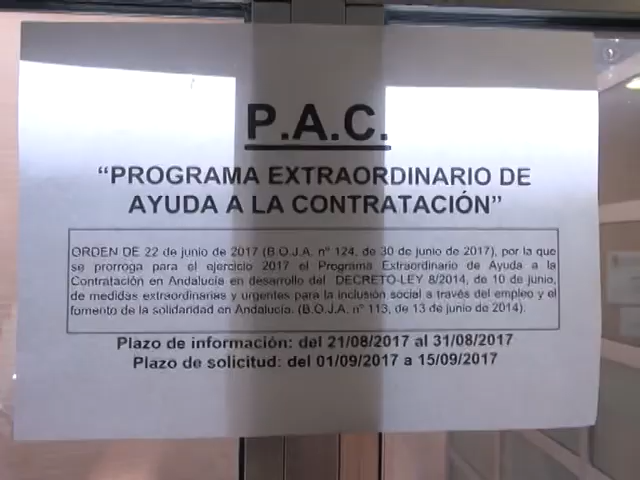 P.A.C.
“PROGRAMA EXTRAORDINARIO DE
AYUDA A LA CONTRATACIÓN”
ORDEN DE 22 de junio de 2017 (B.O.J.A. nº 124, de 30 de junio de 2017), por la que
se prorroga para el ejercicio 2017 el Programa Extraordinario de Ayuda a la
Contratación en Andalucía en desarrollo del DECRETO-LEY 8/2014, de 10 de junio,
de medidas extraordinarias y urgentes para la inclusión social a través del empleo y el
fomento de la solidaridad en Andalucía. (B.O.J.A. nº 113, de 13 de junio de 2014).
Plazo de información: del 21/08/2017 al 31/08/2017
Plazo de solicitud: del 01/09/2017 a 15/09/2017